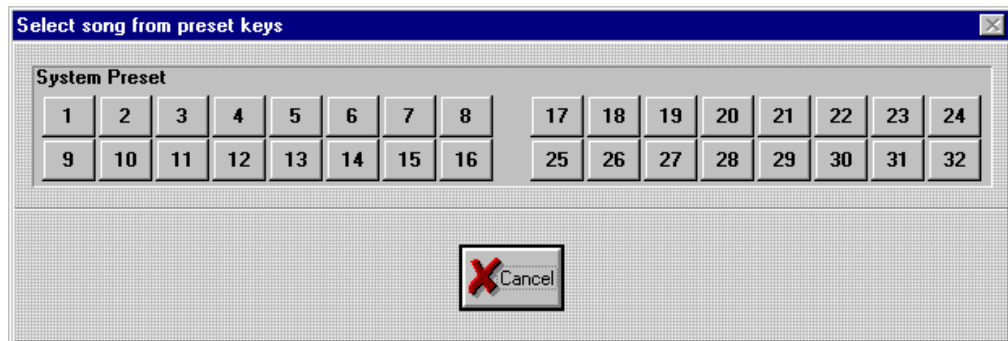 Select song from preset keys
System Preset
1 2 3 4 5 6 7 8 17 18 19 20 21 22 23 24
9 10 11 12 13 14 15 16 25 26 27 28 29 30 31 32
Cancel